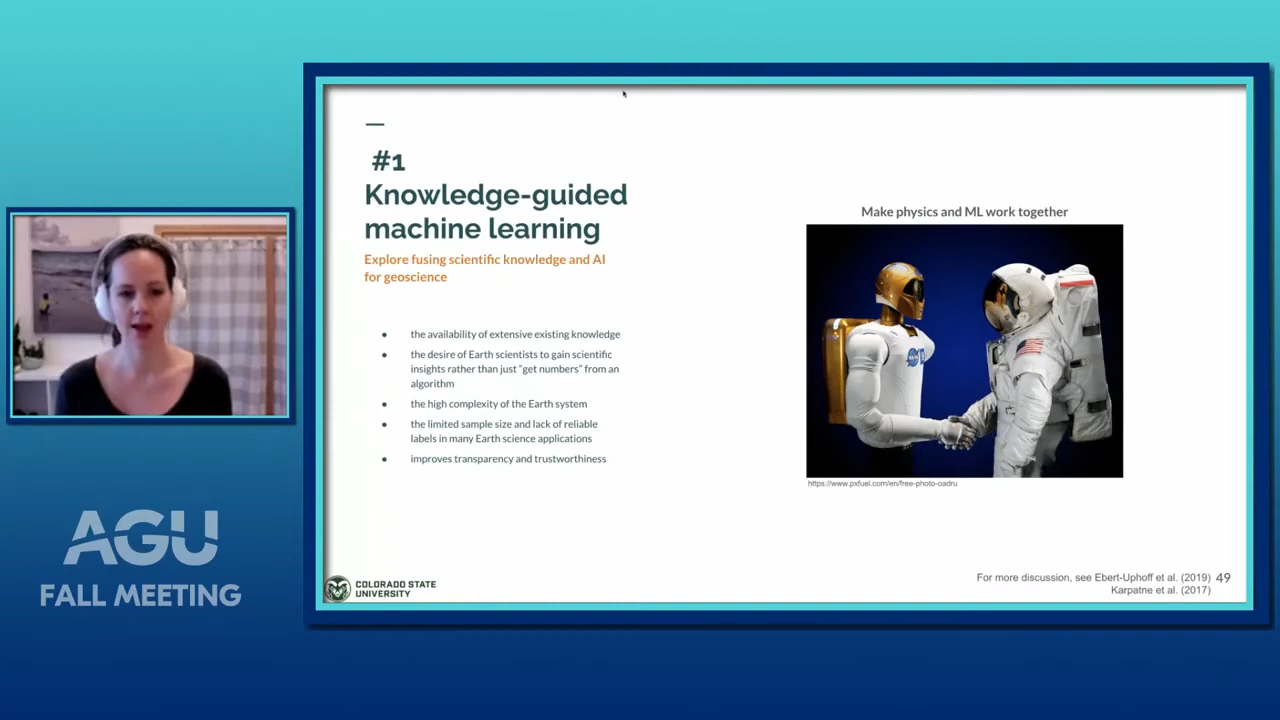 #1
Knowledge-guided
machine learning
Explore fusing scientific knowledge and AI
for geoscience
● the availability of extensive existing knowledge
● the desire of Earth scientists to gain scientific
insights rather than just “get numbers” from an
algorithm
● the high complexity of the Earth system
● the limited sample size and lack of reliable
labels in many Earth science applications
● improves transparency and trustworthiness
Make physics and ML work together
https://www.pxfuel.com/en/free-photo-oadru
COLORADO STATE
UNIVERSITY
For more discussion, see Ebert-Uphoff et al. (2019) 49
Karpatne et al. (2017)
AGU
FALL MEETING